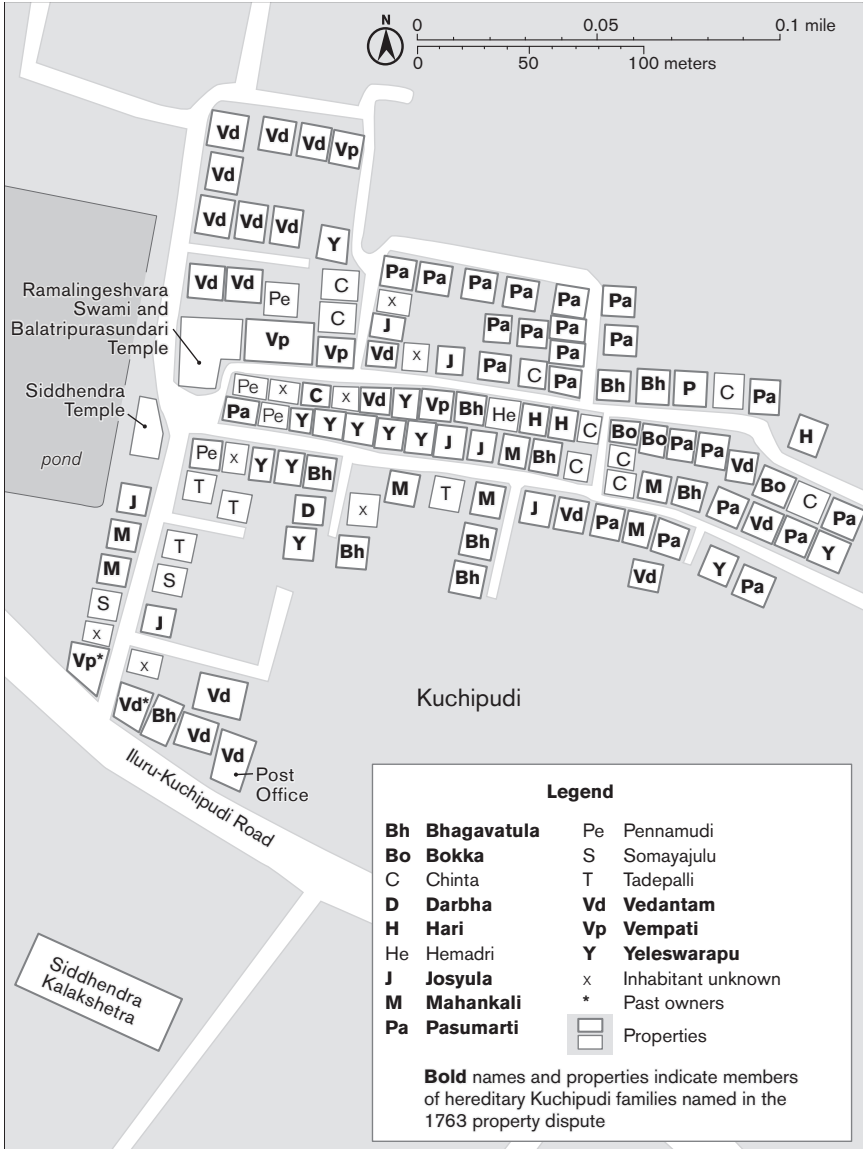 N
0 0.05 0.1 mile
0 50 100 meters
Vd Vd Vd Vp
Vd
Vd Vd Vd
Y
Vd Vd Pe C
C
Vp Vp
Pa Pa Pa Pa Pa Pa
x
J Pa Pa Pa Pa
Pa
Vd x J Pa C Pa
Bh Bh P C Pa
H
Ramalingeshvara
Swami and
Balatripurasundari
Temple
Siddhendra
Temple
pond
Pe x C x Vd Y Vp Bh He H H C
Pa Pe Y Y Y Y Y J J M Bh C
Bo Bo Pa Pa Vd Bo C Pa
C
C M Bh Pa Vd Pa Y
Pe x Y Y Bh
T T
D
Y
x
Bh
M T M
Bh
Bh
J Vd Pa M Pa
Vd
Y Pa
J
M
M
S
x
Vp*
T
S
J
x
Vd* Bh Vd Vd
Vd
Post
Office
Kuchipudi
Iluru-Kuchipudi Road
Siddhendra
Kalakshetra
Legend
Bh Bhagavatula
Bo Bokka
C Chinta
D Darbha
H Hari
He Hemadri
J Josyula
M Mahankali
Pa Pasumarti
Pe Pennamudi
S Somayajulu
T Tadepalli
Vd Vedantam
Vp Vempati
Y Yeleswarapu
x Inhabitant unknown
* Past owners
Properties
Bold names and properties indicate members
of hereditary Kuchipudi families named in the
1763 property dispute